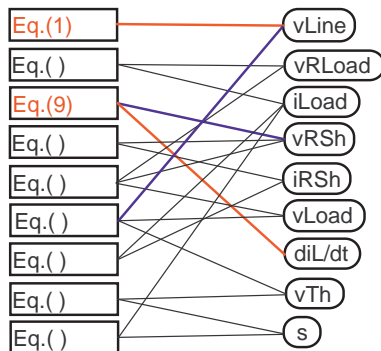 Eq.(1) vLine
Eq.( ) vRLoad
Eq.(9) iLoad
Eq.( ) vRSh
Eq.( ) iRSh
Eq.( ) vLoad
Eq.( ) diL/dt
Eq.( ) vTh
Eq.( ) s